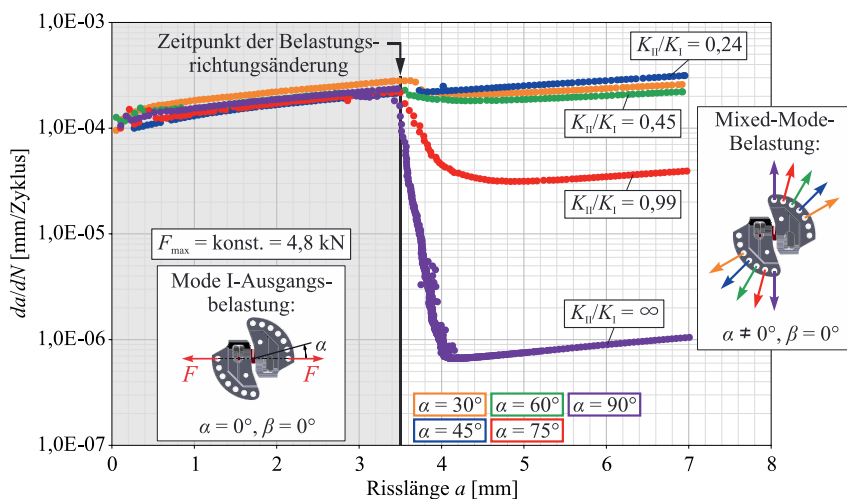 1,0E-03
1,0E-04
1,0E-05
1,0E-06
1,0E-07
da/dN [mm/Zyklus]
Zeitpunkt der Belastungs-
richtungsänderung
K_II/K_I = 0,24
K_II/K_I = 0,45
K_II/K_I = 0,99
K_II/K_I = ∞
F_max = konst. = 4,8 kN
Mode I-Ausgangs-
belastung:
α
F F
α = 0°, β = 0°
Mixed-Mode-
Belastung:
α ≠ 0°, β = 0°
α = 30° α = 60° α = 90°
α = 45° α = 75°
0 1 2 3 4 5 6 7 8
Risslänge a [mm]